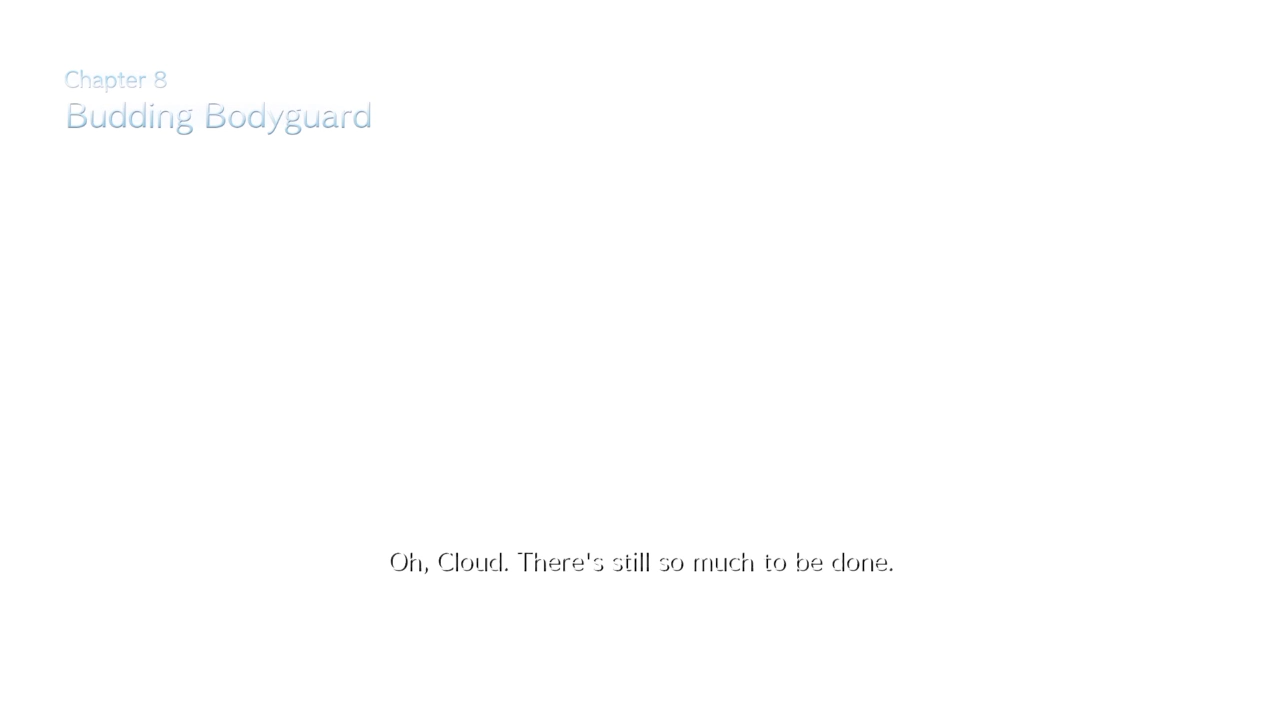 Chapter 8
Budding Bodyguard
Oh, Cloud. There's still so much to be done.